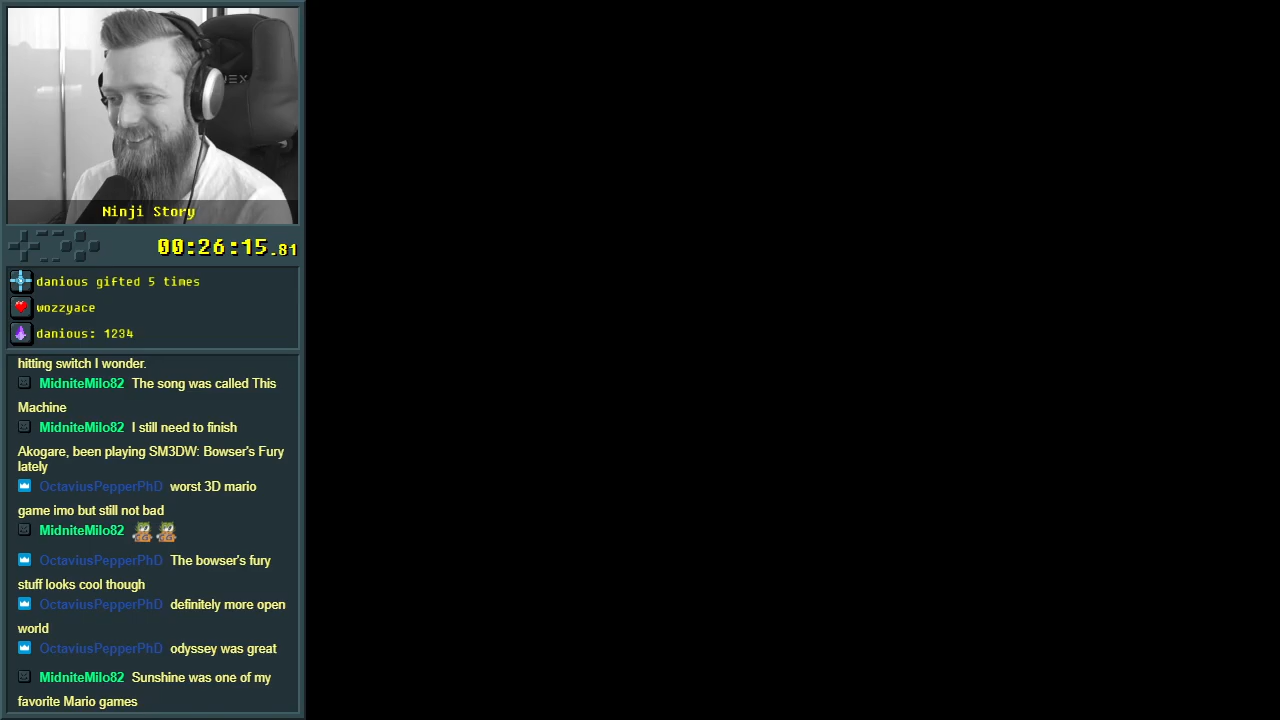 Ninji Story
00:26:15.81
danious gifted 5 times
wozzyace
danious: 1234
hitting switch I wonder.
MidniteMilo82 The song was called This
Machine
MidniteMilo82 I still need to finish
Akogare, been playing SM3DW: Bowser's Fury
lately
OctaviusPepperPhD worst 3D mario
game imo but still not bad
MidniteMilo82
OctaviusPepperPhD The bowser's fury
stuff looks cool though
OctaviusPepperPhD definitely more open
world
OctaviusPepperPhD odyssey was great
MidniteMilo82 Sunshine was one of my
favorite Mario games